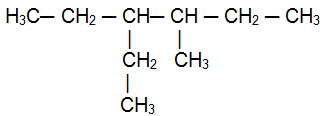 H₃C— CH₂ — CH— CH — CH₂ — CH₃
CH₂ CH₃
CH₃